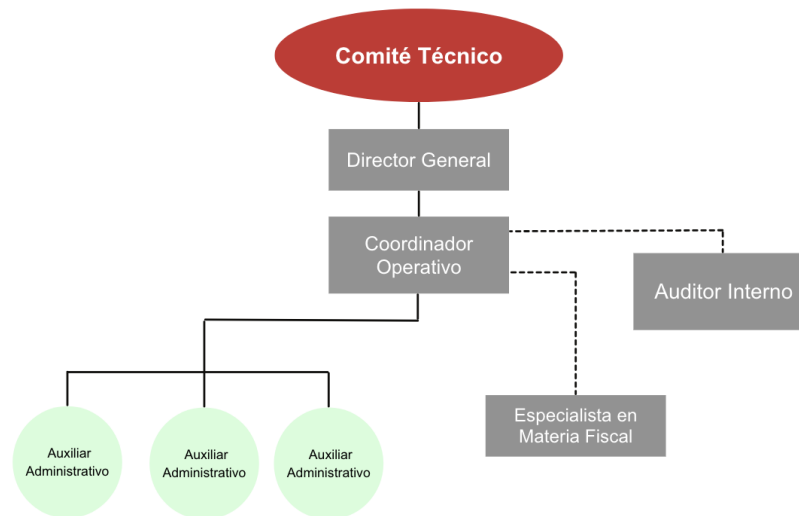 Comité Técnico
Director General
Coordinador
Operativo
Auditor Interno
Especialista en
Materia Fiscal
Auxiliar
Administrativo
Auxiliar
Administrativo
Auxiliar
Administrativo